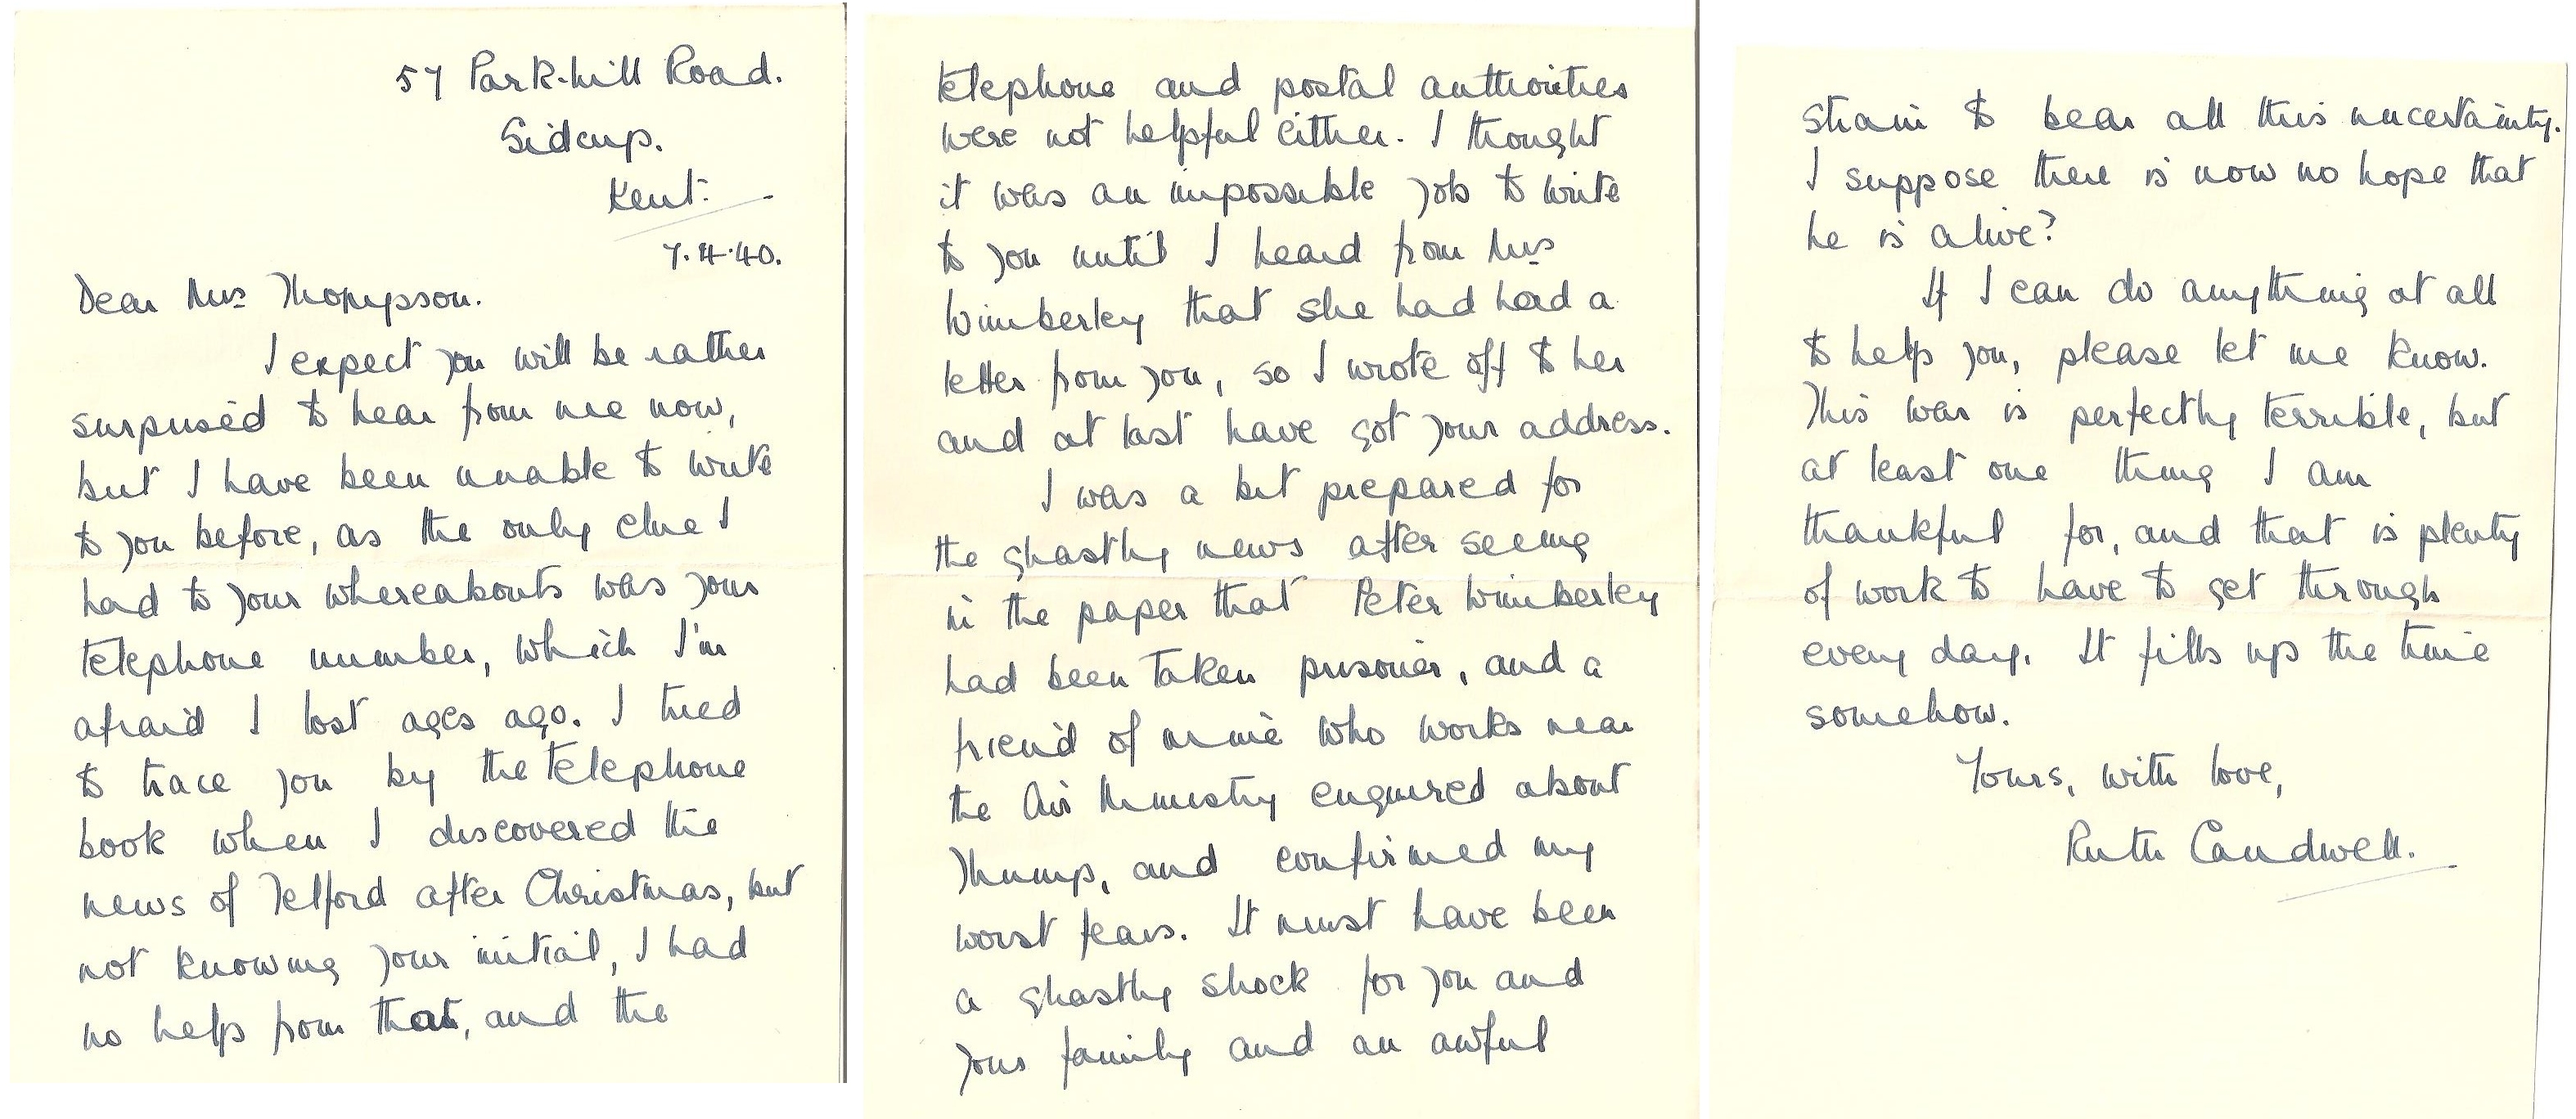 57 Park-hill Road.
Sidcup.
Kent.
7.4.40.
Dear Mrs Thompson.
I expect you will be rather
surprised to hear from me now,
but I have been unable to write
to you before, as the only clue I
had to your whereabouts was your
telephone number, which I'm
afraid I lost ages ago. I tried
to trace you by the telephone
book when I discovered the
news of Telford after Christmas, but
not knowing your initial, I had
no help from that, and the
telephone and postal authorities
were not helpful either. I thought
it was an impossible job to write
to you until I heard from Mrs
Wimberley that she had had a
letter from you, so I wrote off to her
and at last have got your address.
I was a bit prepared for
the ghastly news after seeing
in the paper that Peter Wimberley
had been taken prisoner, and a
friend of mine who works near
the Air Ministry enquired about
Thump, and confirmed my
worst fears. It must have been
a ghastly shock for you and
your family and an awful
strain to bear all this uncertainty.
I suppose there is now no hope that
he is alive?
If I can do anything at all
to help you, please let me know.
This war is perfectly terrible, but
at least one thing I am
thankful for, and that is plenty
of work to have to get through
every day. It fills up the time
somehow.
Yours, with love,
Ruth Caudwell.